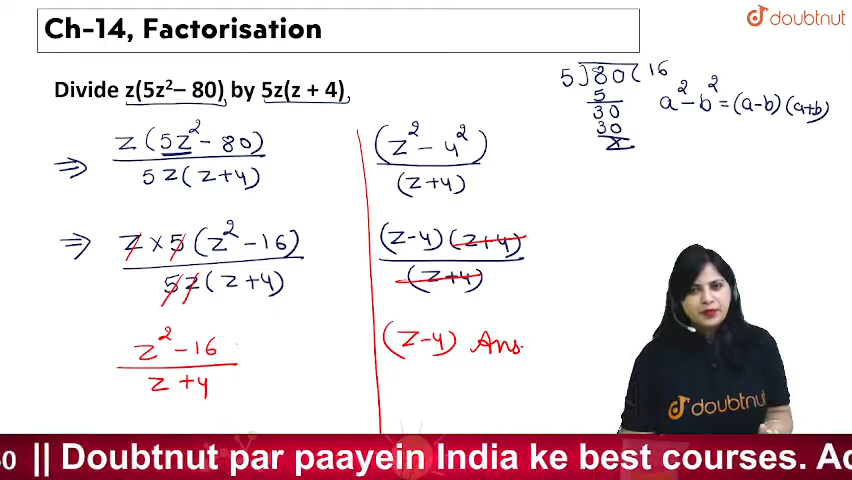 Ch-14, Factorisation
doubtnut
Divide z(5z²– 80) by 5z(z + 4)
5 ) 80 ( 16
5
30
30
x
a² - b² = (a-b) (a+b)
⇒ z ( 5z² - 80) / 5z ( z+4)
⇒ z × 5 (z² - 16) / 5z ( z+4)
z² - 16 / z + 4
(z² - 4²) / (z+4)
(z-4) (z+4) / (z+4)
(z-4) Ans.
doubtnut
60 || Doubtnut par paayein India ke best courses. Ad